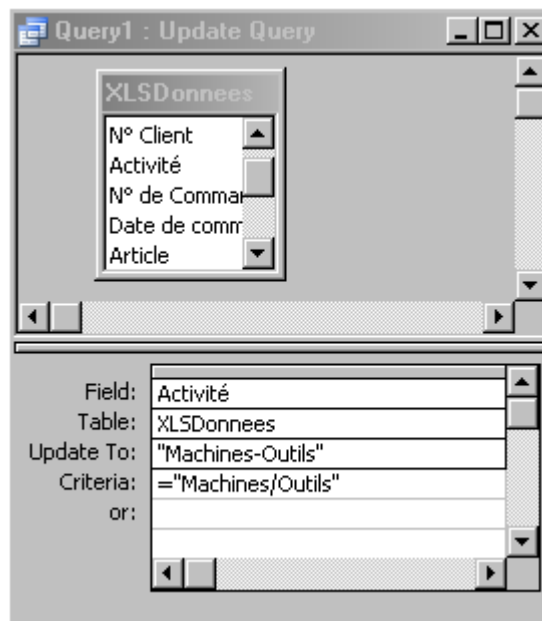 Query1 : Update Query
XLSDonnees
N° Client
Activité
N° de Comma
Date de comm
Article
Field: Activité
Table: XLSDonnees
Update To: "Machines-Outils"
Criteria: ="Machines/Outils"
or: